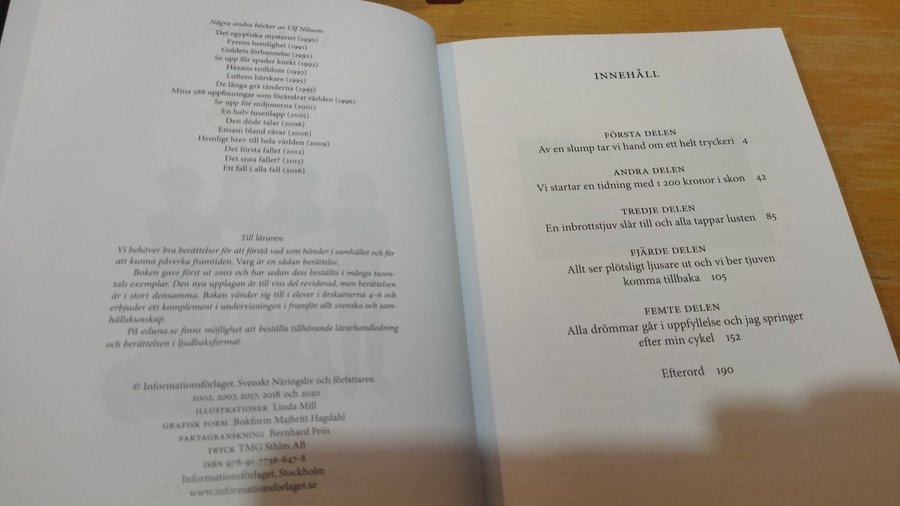 Några andra böcker av Ulf Nilsson:
Det egyptiska mysteriet (1990)
Fyrens hemlighet (1991)
Guldets förbannelse (1992)
Se upp för spader knekt (1992)
Häxans trolldom (1993)
Luftens härskare (1995)
De långa grå tänderna (1995)
Mina 586 uppfinningar som förändrat världen (1996)
Se upp för miljonerna (2001)
En halv tusenlapp (2005)
Den döde talar (2006)
Ensam bland rävar (2006)
Hemligt brev till hela världen (2009)
Det första fallet (2012)
Det sista fallet? (2015)
Ett fall i alla fall (2016)
Till läraren:
Vi behöver bra berättelser för att förstå vad som händer i samhället och för
att kunna påverka framtiden. Varg är en sådan berättelse.
Boken gavs först ut 2002 och har sedan dess beställts i många tusen-
tals exemplar. Den nya upplagan är till viss del reviderad, men berättelsen
är i stort densamma. Boken vänder sig till i elever i årskurserna 4–6 och
erbjuder ett komplement i undervisningen i framför allt svenska och sam-
hällskunskap.
På eduna.se finns möjlighet att beställa tillhörande lärarhandledning
och berättelsen i ljudboksformat.
© Informationsförlaget, Svenskt Näringsliv och författaren
2002, 2007, 2017, 2018 och 2020
ILLUSTRATIONER Linda Mill
GRAFISK FORM Bokform Majbritt Hagdahl
FAKTAGRANSKNING Bernhard Friis
TRYCK TMG Sthlm AB
ISBN 978-91-7736-647-8
Informationsförlaget, Stockholm
www.informationsforlaget.se
INNEHÅLL
FÖRSTA DELEN
Av en slump tar vi hand om ett helt tryckeri 4
ANDRA DELEN
Vi startar en tidning med 1 200 kronor i skon 42
TREDJE DELEN
En inbrottstjuv slår till och alla tappar lusten 85
FJÄRDE DELEN
Allt ser plötsligt ljusare ut och vi ber tjuven
komma tillbaka 105
FEMTE DELEN
Alla drömmar går i uppfyllelse och jag springer
efter min cykel 152
Efterord 190